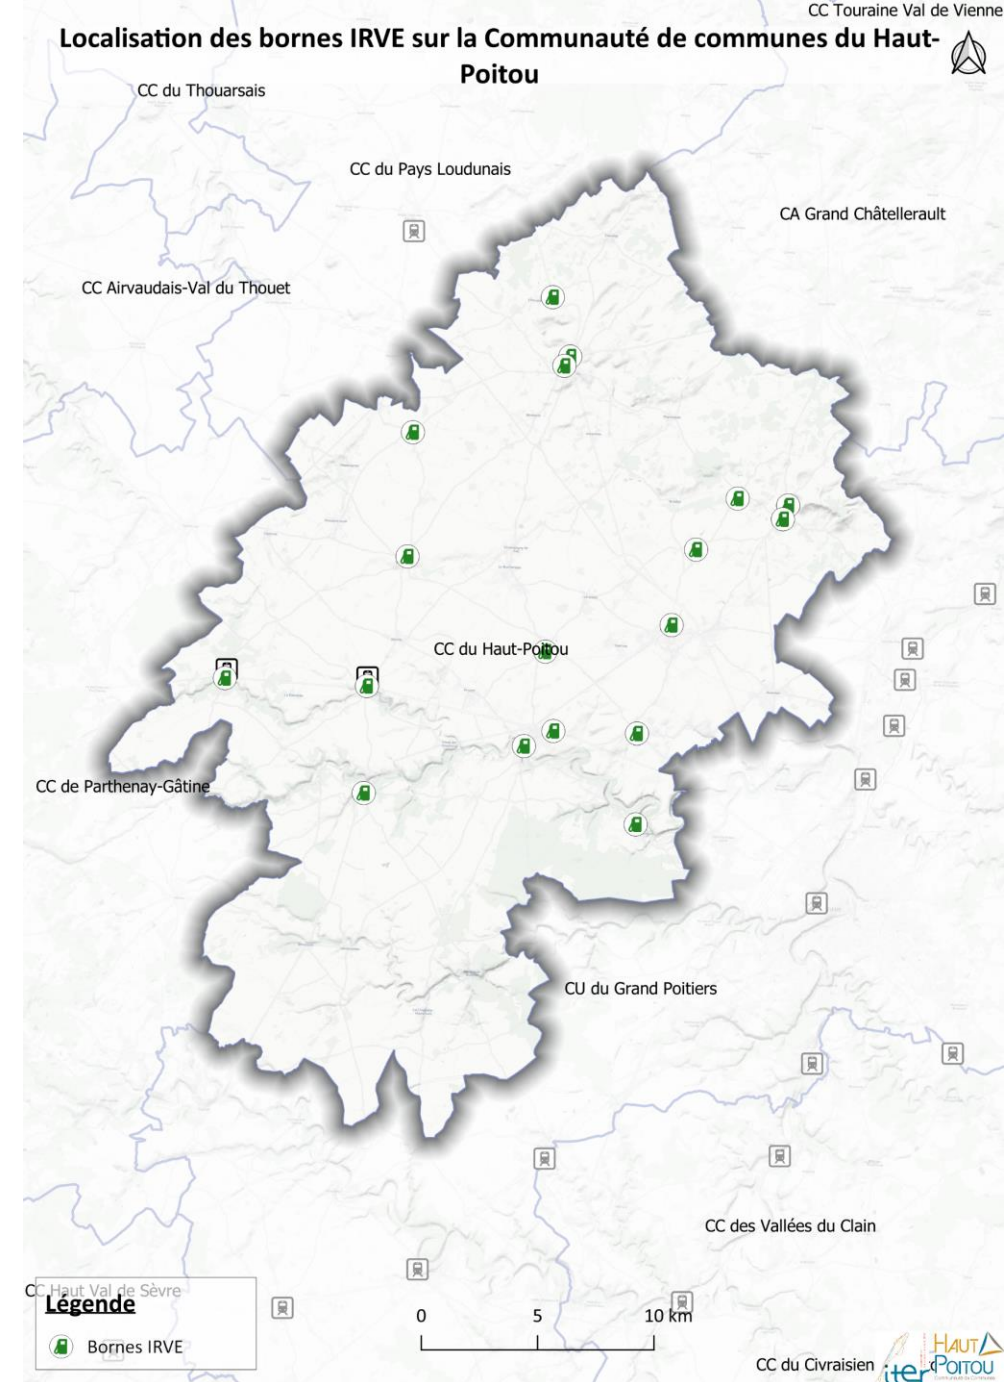 CC Touraine Val de Vienne
Localisation des bornes IRVE sur la Communauté de communes du Haut-
Poitou
CC du Thouarsais
CC du Pays Loudunais
CA Grand Châtellerault
CC Airvaudais-Val du Thouet
CC du Haut-Poitou
CC de Parthenay-Gâtine
CU du Grand Poitiers
CC des Vallées du Clain
CC Haut Val de Sèvre
Légende
Bornes IRVE
0 5 10 km
CC du Civraisien
iter
HAUT
POITOU